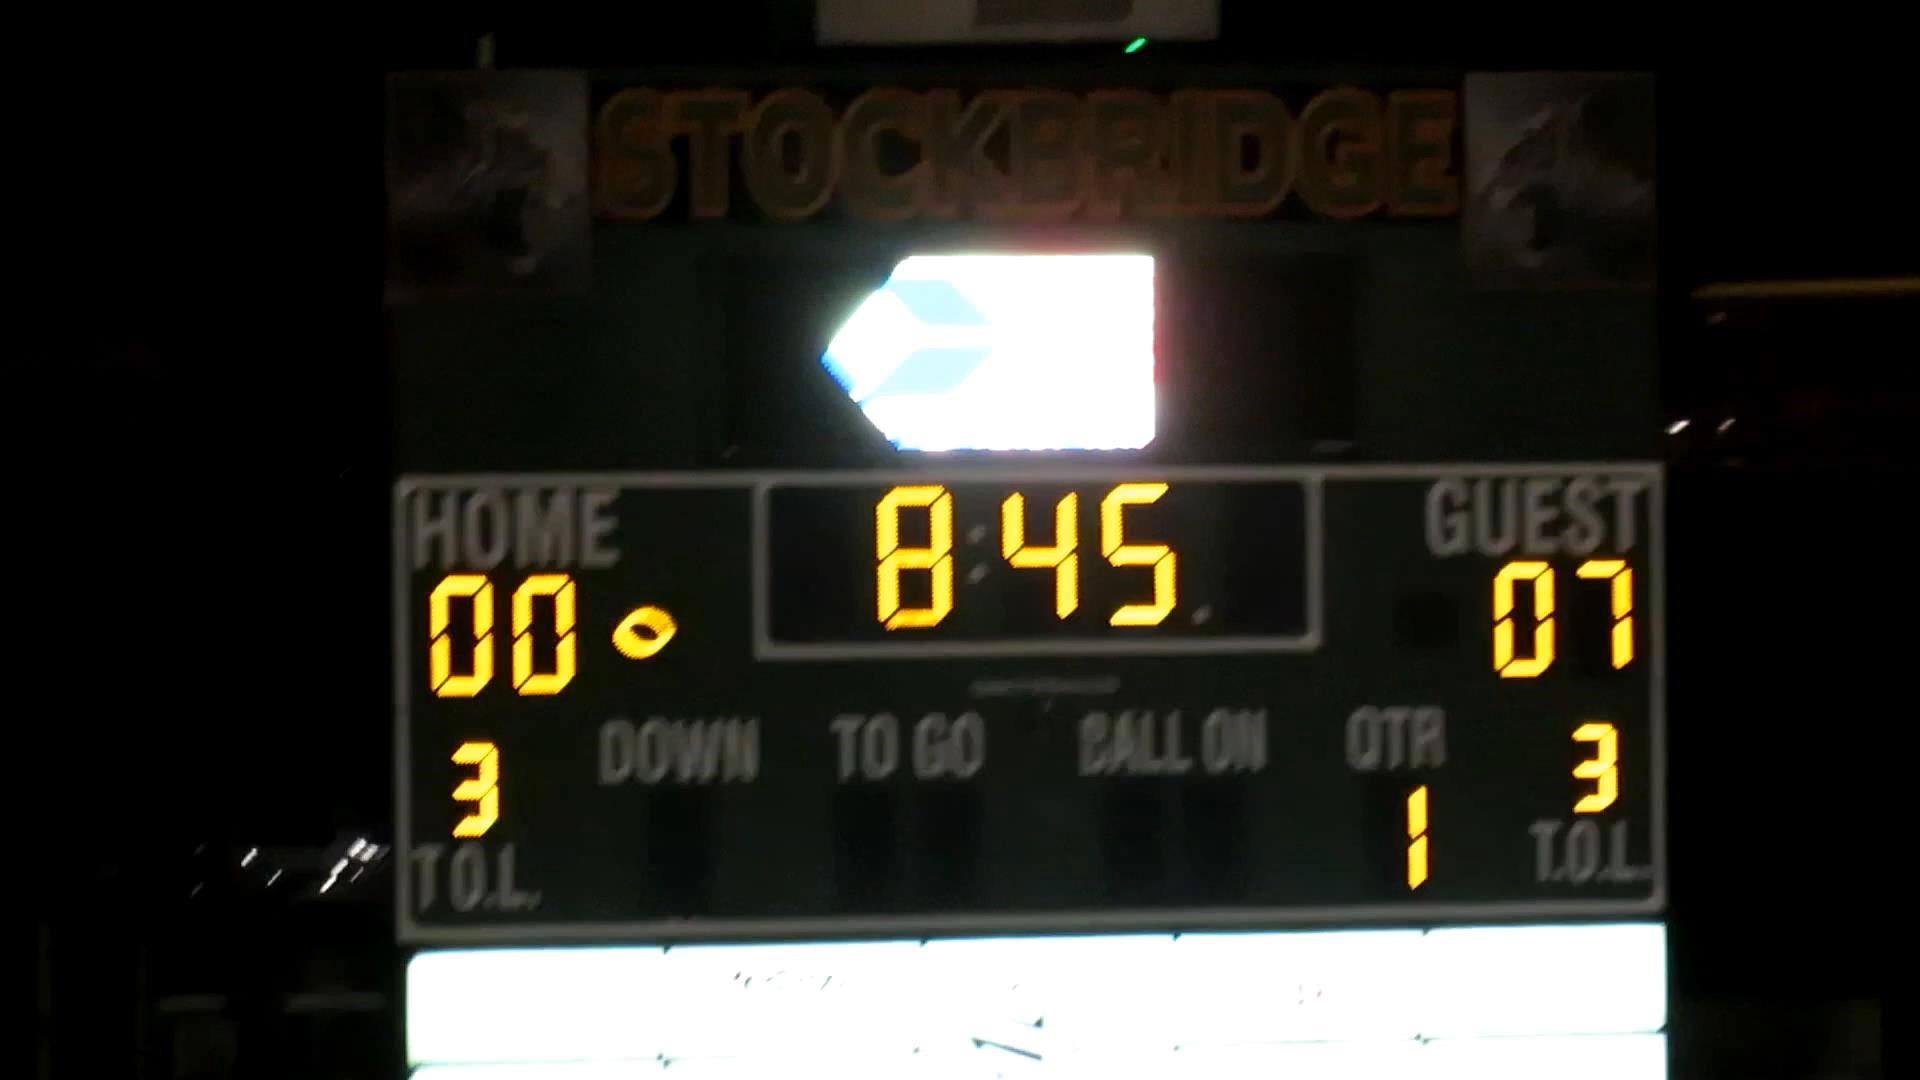 STOCKBRIDGE
HOME 8:45 GUEST
00 07
DOWN TO GO BALL ON QTR
3 1 3
T.O.L. T.O.L.